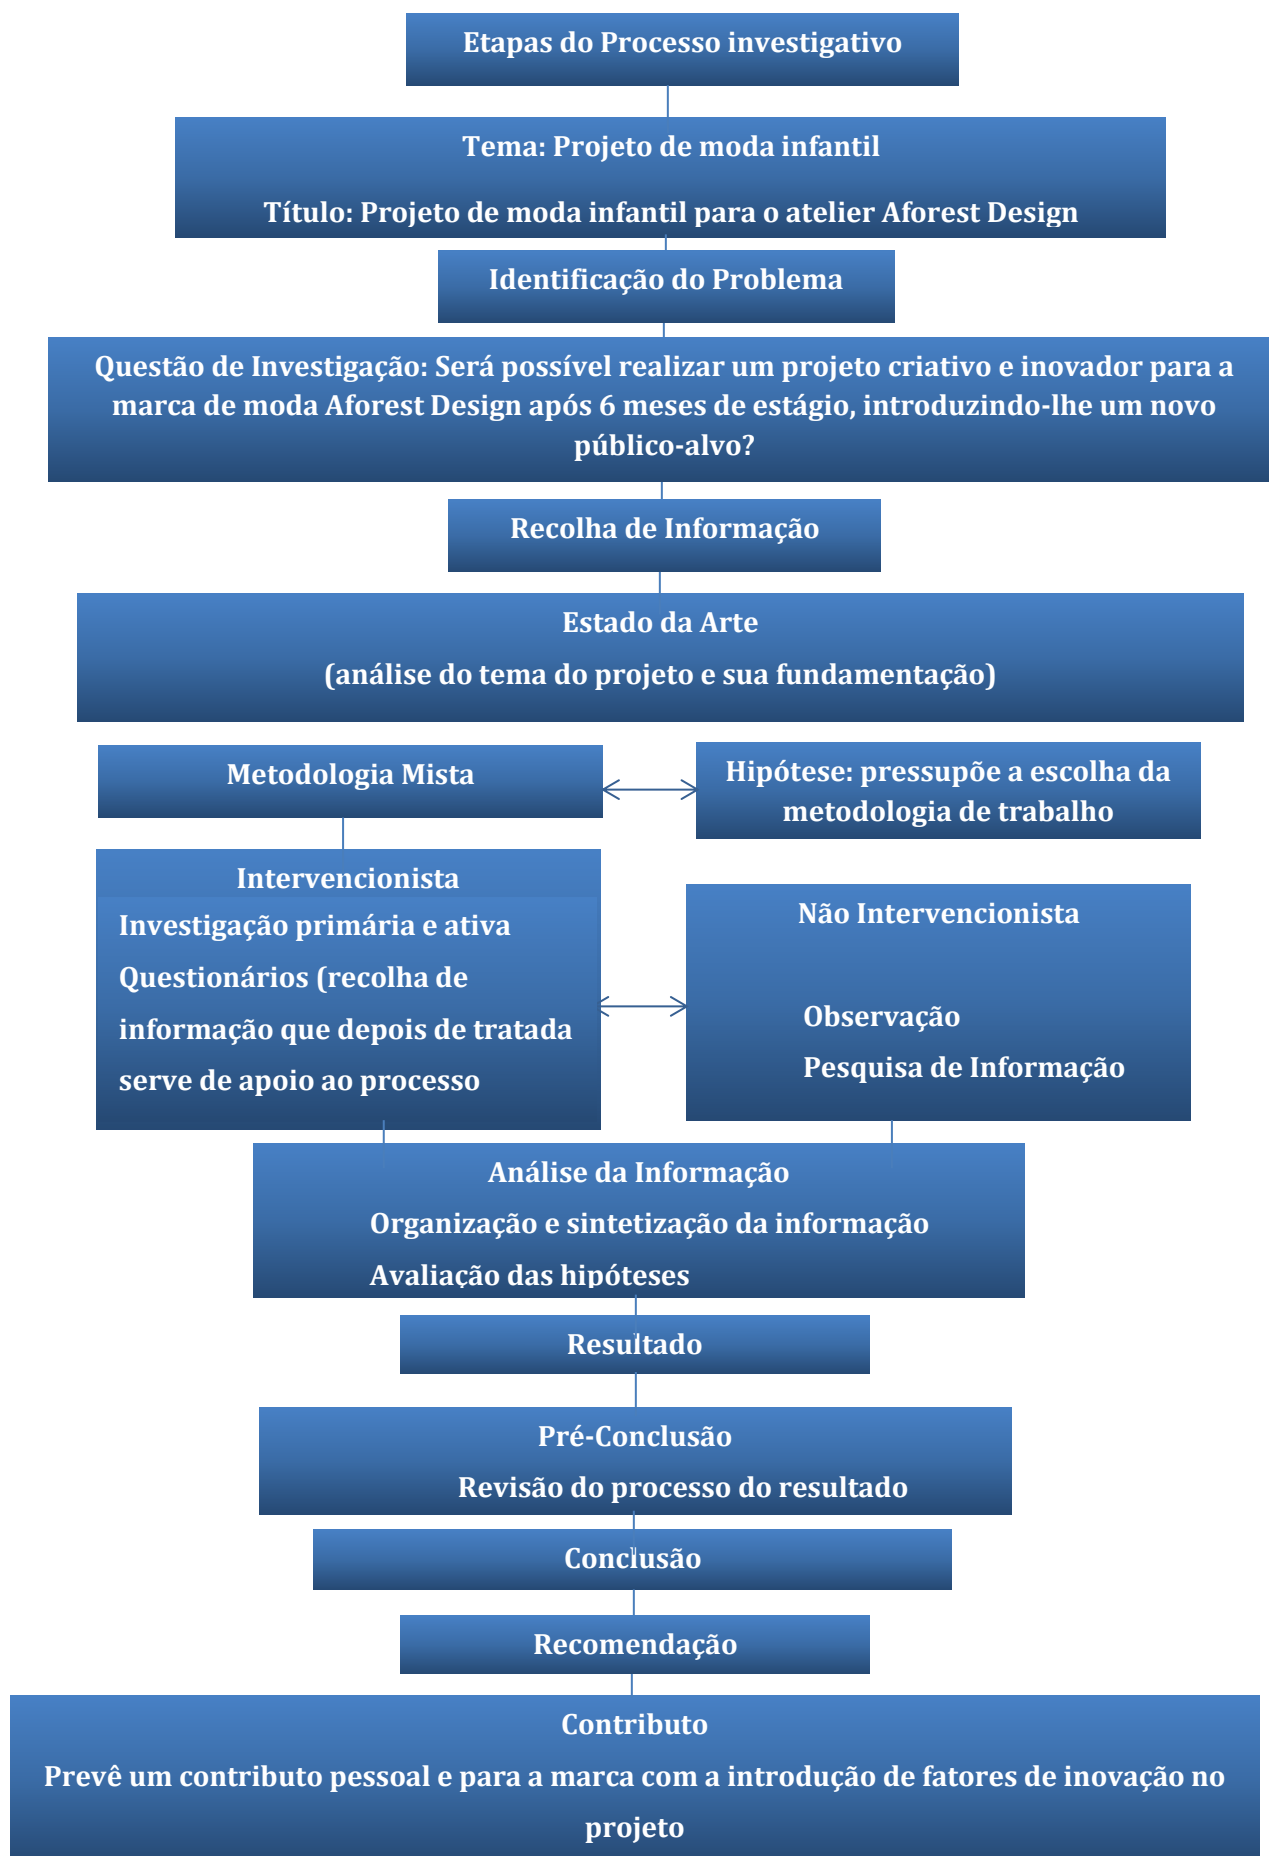 Etapas do Processo investigativo
Tema: Projeto de moda infantil
Título: Projeto de moda infantil para o atelier Aforest Design
Identificação do Problema
Questão de Investigação: Será possível realizar um projeto criativo e inovador para a
marca de moda Aforest Design após 6 meses de estágio, introduzindo-lhe um novo
público-alvo?
Recolha de Informação
Estado da Arte
(análise do tema do projeto e sua fundamentação)
Metodologia Mista
Hipótese: pressupõe a escolha da
metodologia de trabalho
Intervencionista
Investigação primária e ativa
Questionários (recolha de
informação que depois de tratada
serve de apoio ao processo
Não Intervencionista
Observação
Pesquisa de Informação
Análise da Informação
Organização e sintetização da informação
Avaliação das hipóteses
Resultado
Pré-Conclusão
Revisão do processo do resultado
Conclusão
Recomendação
Contributo
Prevê um contributo pessoal e para a marca com a introdução de fatores de inovação no
projeto